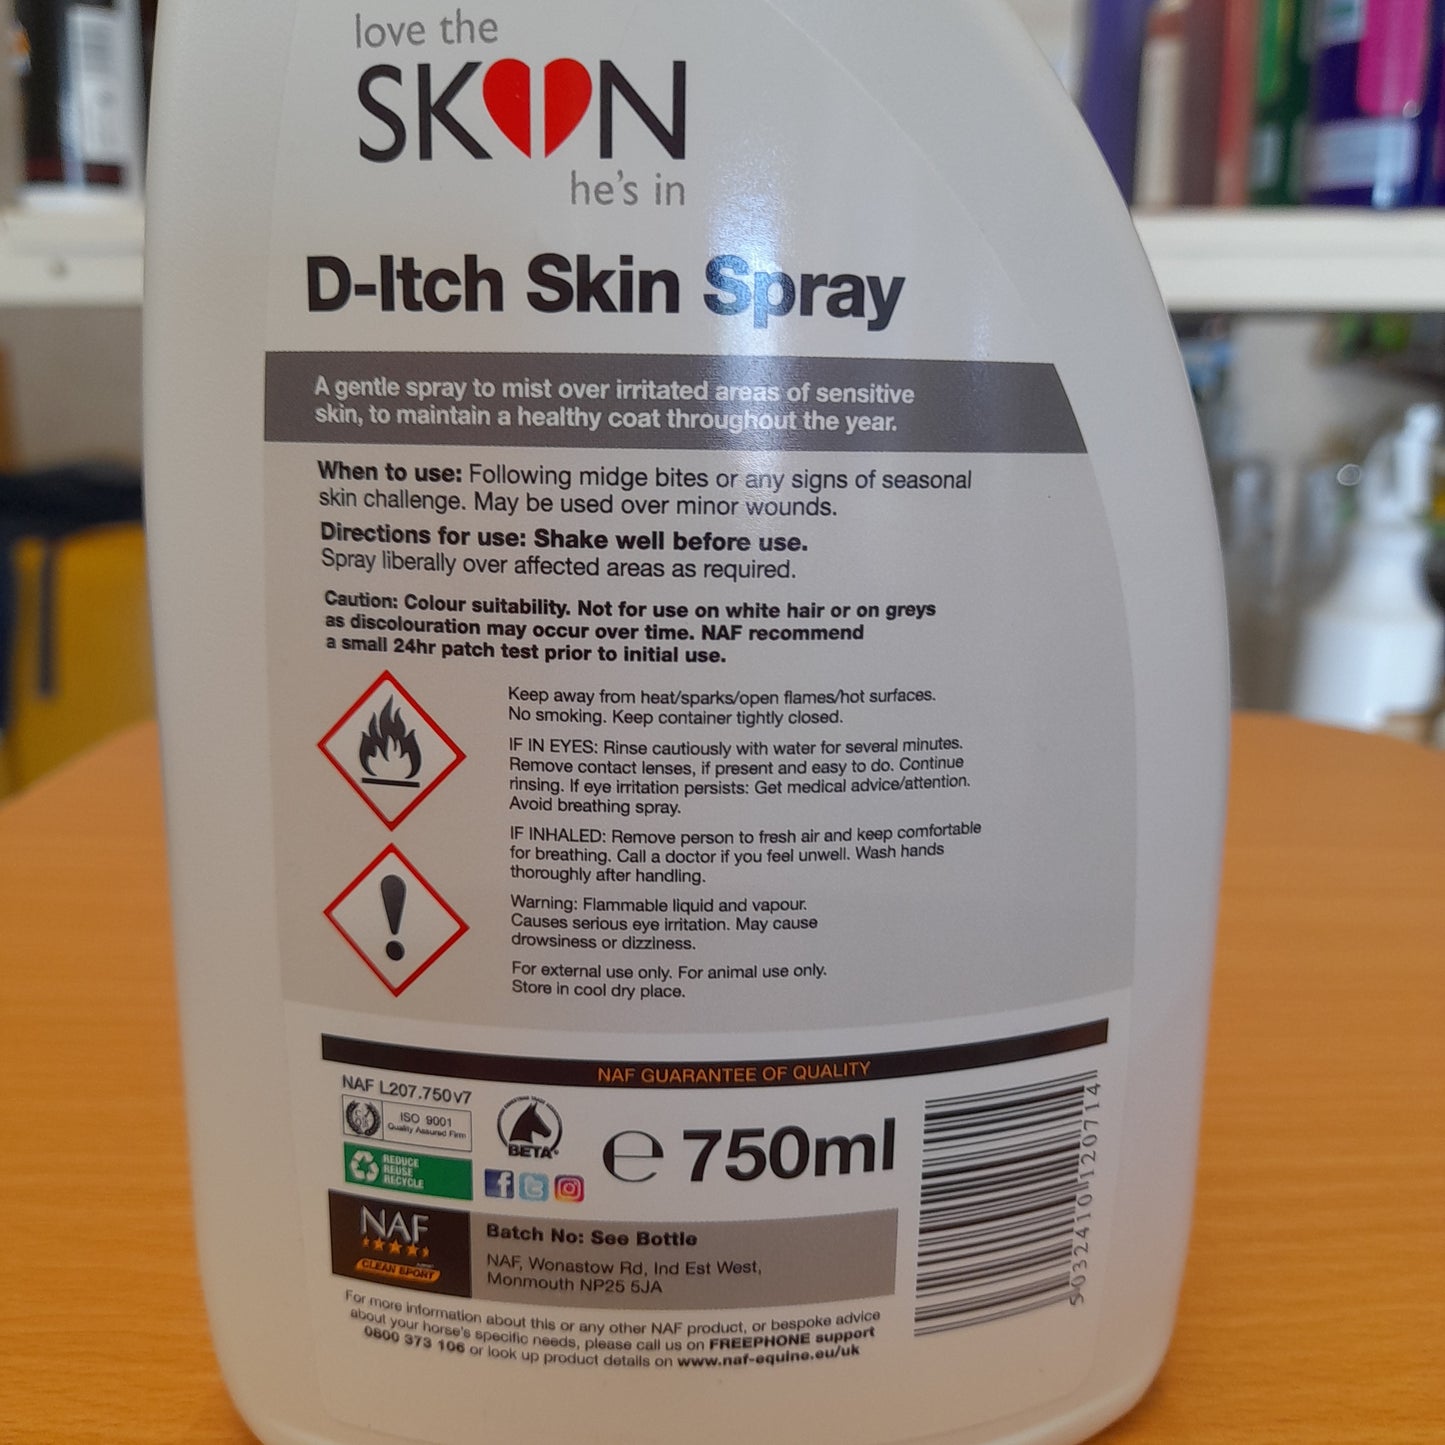 love the
SKIN
he's in
D-Itch Skin Spray
A gentle spray to mist over irritated areas of sensitive
skin, to maintain a healthy coat throughout the year.
When to use: Following midge bites or any signs of seasonal
skin challenge. May be used over minor wounds.
Directions for use: Shake well before use.
Spray liberally over affected areas as required.
Caution: Colour suitability. Not for use on white hair or on greys
as discolouration may occur over time. NAF recommend
a small 24hr patch test prior to initial use.
Keep away from heat/sparks/open flames/hot surfaces.
No smoking. Keep container tightly closed.
IF IN EYES: Rinse cautiously with water for several minutes.
Remove contact lenses, if present and easy to do. Continue
rinsing. If eye irritation persists: Get medical advice/attention.
Avoid breathing spray.
IF INHALED: Remove person to fresh air and keep comfortable
for breathing. Call a doctor if you feel unwell. Wash hands
thoroughly after handling.
Warning: Flammable liquid and vapour.
Causes serious eye irritation. May cause
drowsiness or dizziness.
For external use only. For animal use only.
Store in cool dry place.
NAF GUARANTEE OF QUALITY
NAF L207.750v7
ISO 9001
Quality Assured Firm
REDUCE
REUSE
RECYCLE
BETA
e 750ml
5 032410 120714
NAF
CLEAN SPORT
Batch No: See Bottle
NAF, Wonastow Rd, Ind Est West,
Monmouth NP25 5JA
For more information about this or any other NAF product, or bespoke advice
about your horse's specific needs, please call us on FREEPHONE support
0800 373 106 or look up product details on www.naf-equine.eu/uk